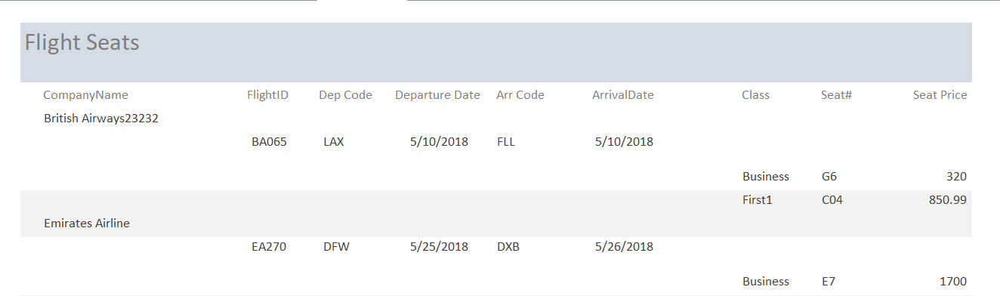 Flight Seats
CompanyName FlightID Dep Code Departure Date Arr Code ArrivalDate Class Seat# Seat Price
British Airways23232
BA065 LAX 5/10/2018 FLL 5/10/2018
Business G6 320
First1 C04 850.99
Emirates Airline
EA270 DFW 5/25/2018 DXB 5/26/2018
Business E7 1700